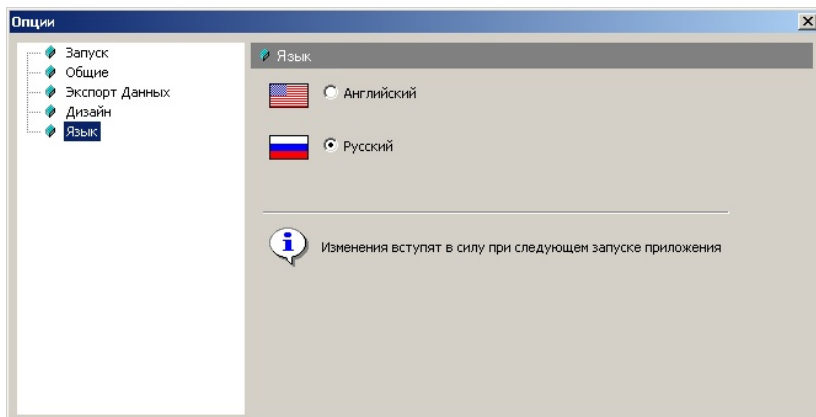 Опции
Запуск
Общие
Экспорт Данных
Дизайн
Язык
Язык
Английский
Русский
Изменения вступят в силу при следующем запуске приложения